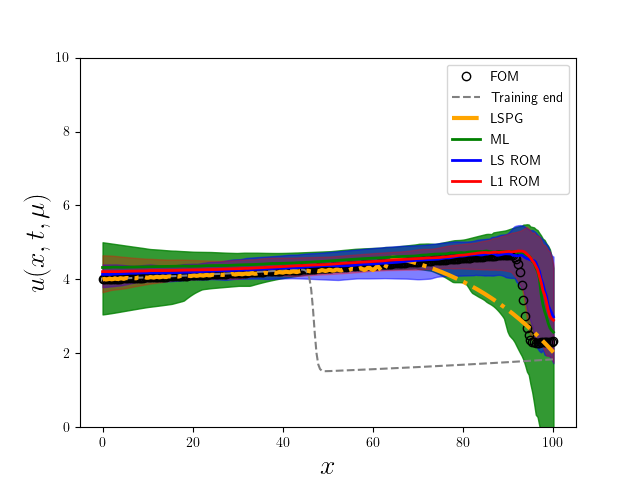 10
8
6
4
2
0
u(x, t, μ)
0 20 40 60 80 100
x
FOM
Training end
LSPG
ML
LS ROM
L1 ROM